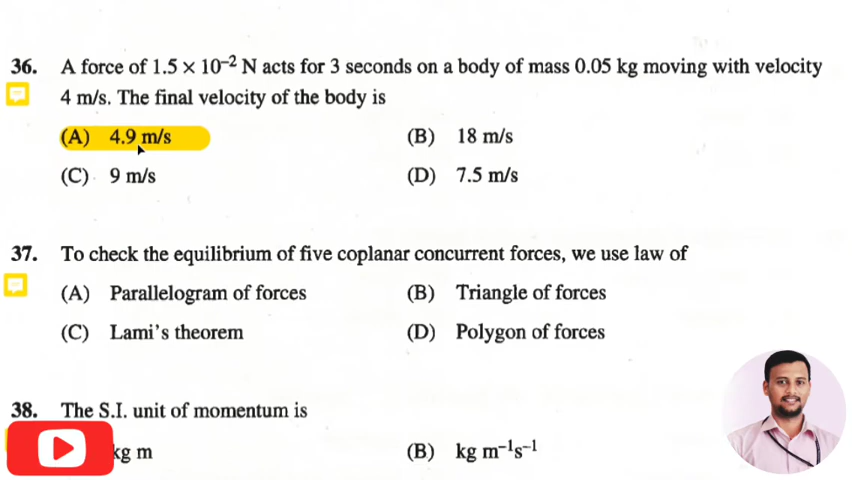 36. A force of 1.5 × 10⁻² N acts for 3 seconds on a body of mass 0.05 kg moving with velocity
4 m/s. The final velocity of the body is
(A) 4.9 m/s (B) 18 m/s
(C) 9 m/s (D) 7.5 m/s
37. To check the equilibrium of five coplanar concurrent forces, we use law of
(A) Parallelogram of forces (B) Triangle of forces
(C) Lami's theorem (D) Polygon of forces
38. The S.I. unit of momentum is
kg m (B) kg m⁻¹s⁻¹